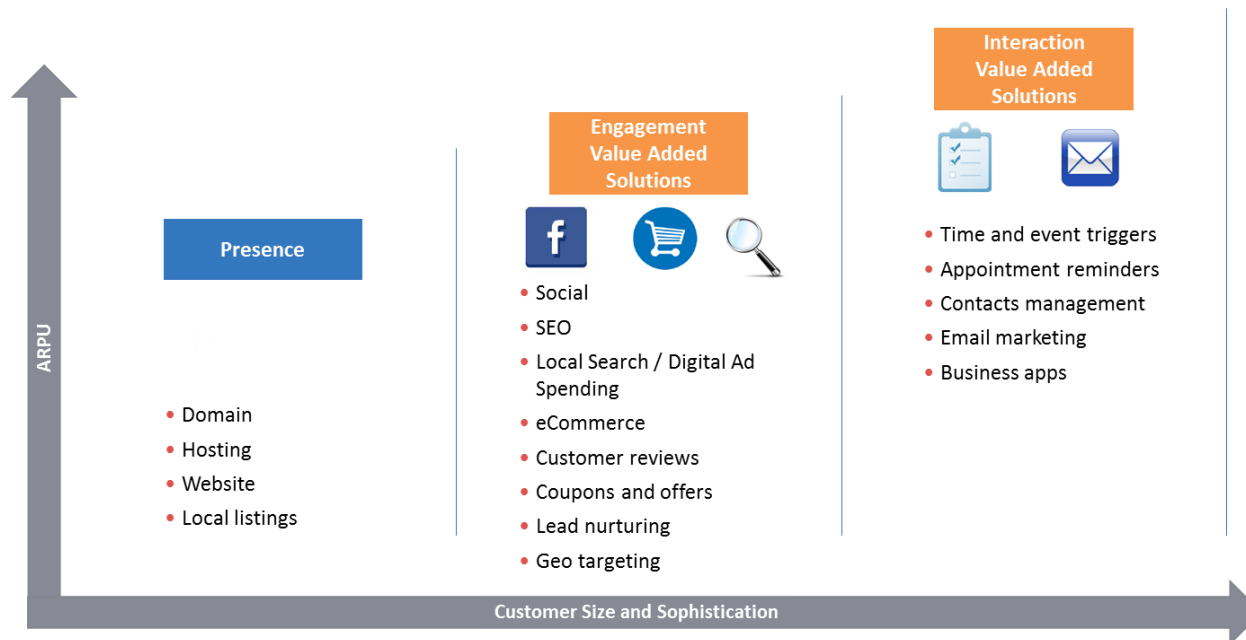 Interaction
Value Added
Solutions
Engagement
Value Added
Solutions
Presence
f
• Time and event triggers
• Appointment reminders
• Contacts management
• Email marketing
• Business apps
• Social
• SEO
• Local Search / Digital Ad
Spending
• eCommerce
• Customer reviews
• Coupons and offers
• Lead nurturing
• Geo targeting
• Domain
• Hosting
• Website
• Local listings
ARPU
Customer Size and Sophistication